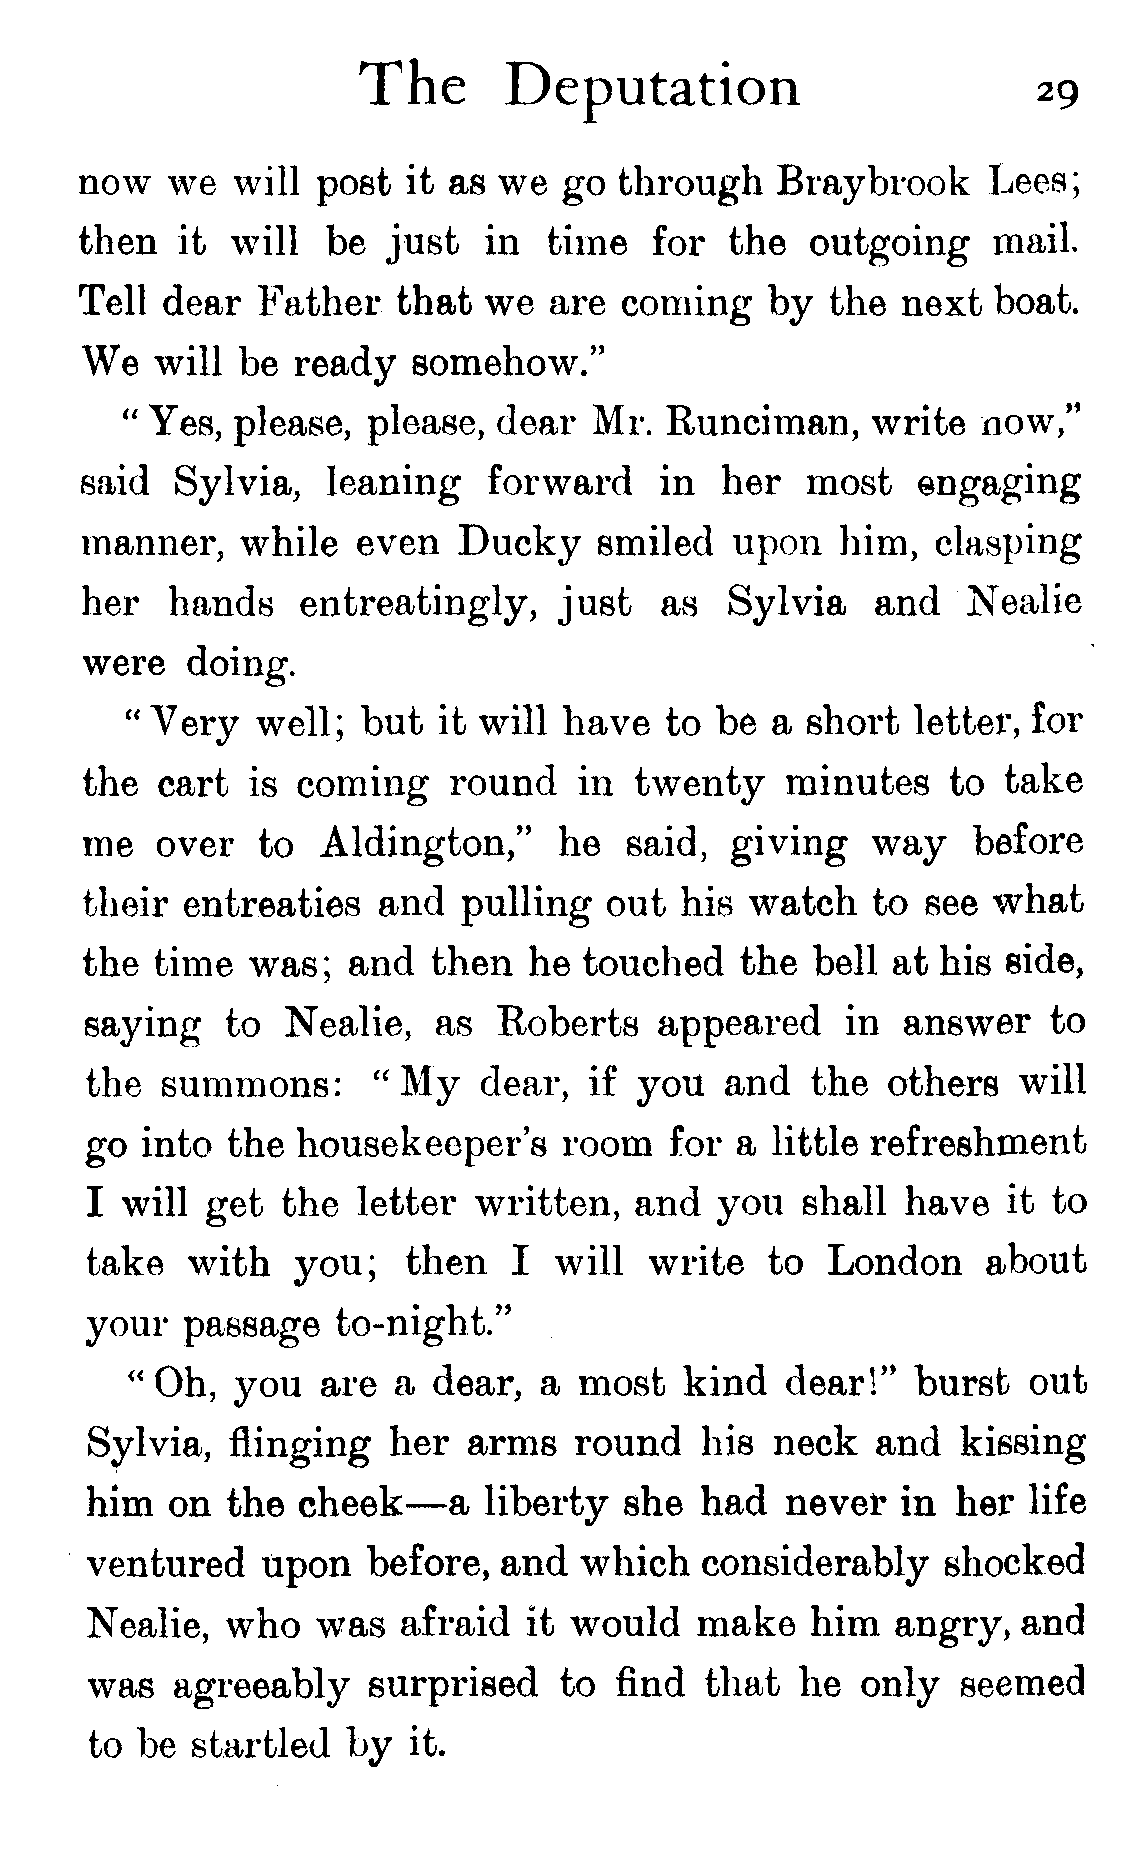 The Deputation 29
now we will post it as we go through Braybrook Lees;
then it will be just in time for the outgoing mail.
Tell dear Father that we are coming by the next boat.
We will be ready somehow.”
“Yes, please, please, dear Mr. Runciman, write now,”
said Sylvia, leaning forward in her most engaging
manner, while even Ducky smiled upon him, clasping
her hands entreatingly, just as Sylvia and Nealie
were doing.
“Very well; but it will have to be a short letter, for
the cart is coming round in twenty minutes to take
me over to Aldington,” he said, giving way before
their entreaties and pulling out his watch to see what
the time was; and then he touched the bell at his side,
saying to Nealie, as Roberts appeared in answer to
the summons: “My dear, if you and the others will
go into the housekeeper’s room for a little refreshment
I will get the letter written, and you shall have it to
take with you; then I will write to London about
your passage to-night.”
“Oh, you are a dear, a most kind dear!” burst out
Sylvia, flinging her arms round his neck and kissing
him on the cheek—a liberty she had never in her life
ventured upon before, and which considerably shocked
Nealie, who was afraid it would make him angry, and
was agreeably surprised to find that he only seemed
to be startled by it.